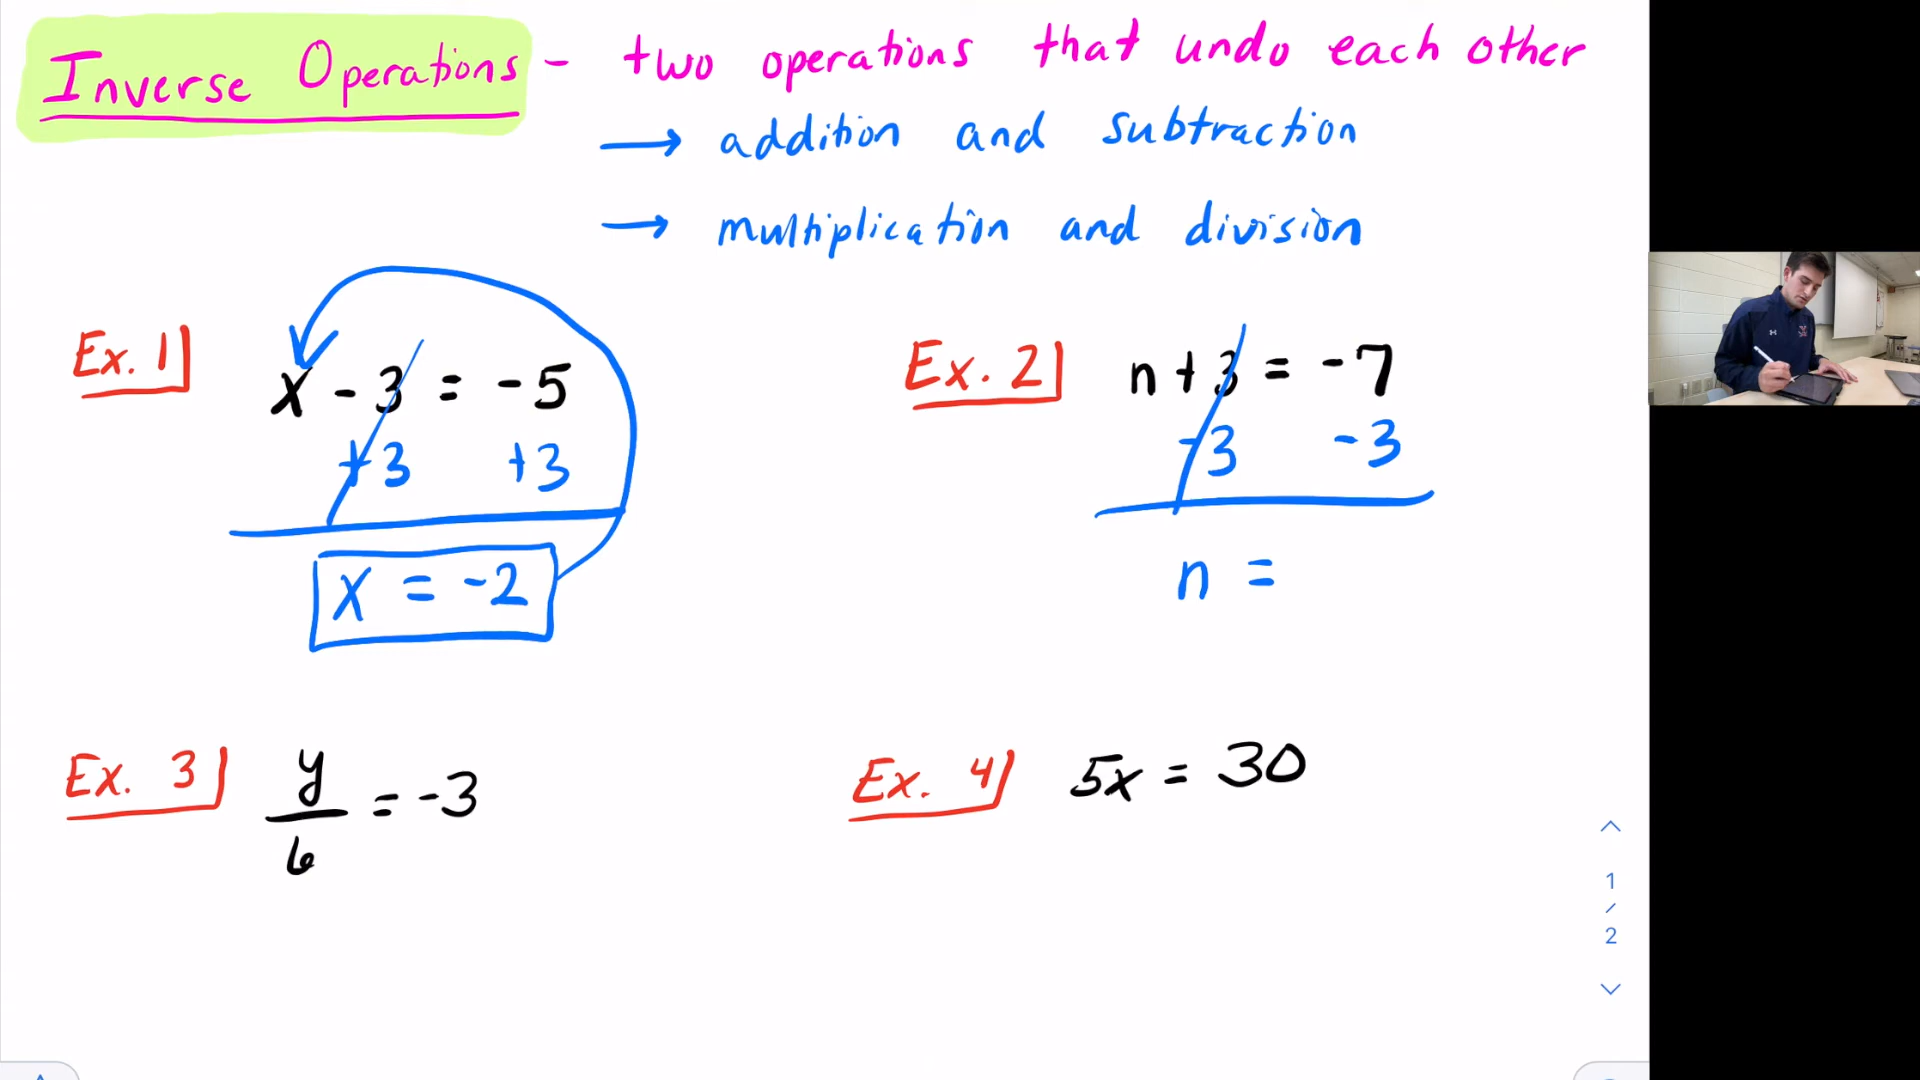 Inverse Operations - two operations that undo each other
→ addition and subtraction
→ multiplication and division
Ex. 1
x - 3 = -5
+3 +3
x = -2
Ex. 2
n + 3 = -7
-3 -3
n =
Ex. 3
y
6
= -3
Ex. 4
5x = 30
1
/
2